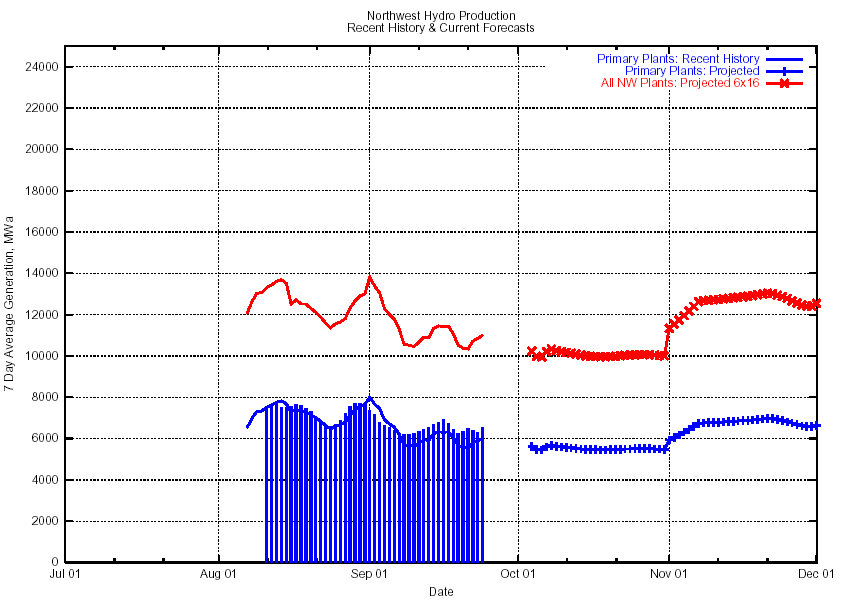 Northwest Hydro Production
Recent History & Current Forecasts
Primary Plants: Recent History
Primary Plants: Projected
All NW Plants: Projected 6x16
7 Day Average Generation, MWa
24000
22000
20000
18000
16000
14000
12000
10000
8000
6000
4000
2000
0
Jul 01
Aug 01
Sep 01
Oct 01
Nov 01
Dec 01
Date